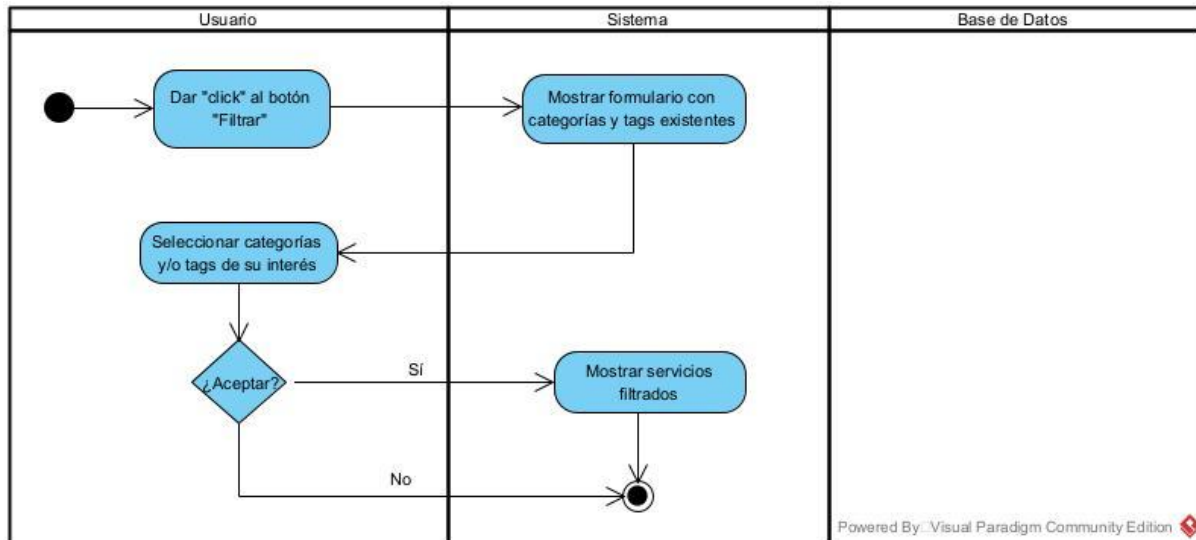 Usuario
Sistema
Base de Datos
Dar "click" al botón
"Filtrar"
Mostrar formulario con
categorías y tags existentes
Seleccionar categorías
y/o tags de su interés
¿Aceptar?
Sí
Mostrar servicios
filtrados
No
Powered By Visual Paradigm Community Edition